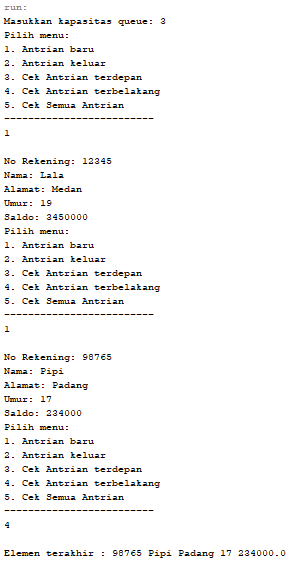 run:
Masukkan kapasitas queue: 3
Pilih menu:
1. Antrian baru
2. Antrian keluar
3. Cek Antrian terdepan
4. Cek Antrian terbelakang
5. Cek Semua Antrian
-------------------------
1
No Rekening: 12345
Nama: Lala
Alamat: Medan
Umur: 19
Saldo: 3450000
Pilih menu:
1. Antrian baru
2. Antrian keluar
3. Cek Antrian terdepan
4. Cek Antrian terbelakang
5. Cek Semua Antrian
-------------------------
1
No Rekening: 98765
Nama: Pipi
Alamat: Padang
Umur: 17
Saldo: 234000
Pilih menu:
1. Antrian baru
2. Antrian keluar
3. Cek Antrian terdepan
4. Cek Antrian terbelakang
5. Cek Semua Antrian
-------------------------
4
Elemen terakhir : 98765 Pipi Padang 17 234000.0